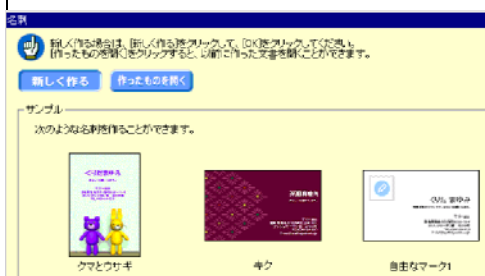 名刺
新しく作る場合は、[新しく作る]をクリックして、[OK]をクリックしてください。
[作ったものを開く]をクリックすると、以前に作った文書を開くことができます。
新しく作る
作ったものを開く
サンプル
次のような名刺を作ることができます。
クマとウサギ
キク
自由なマーク1